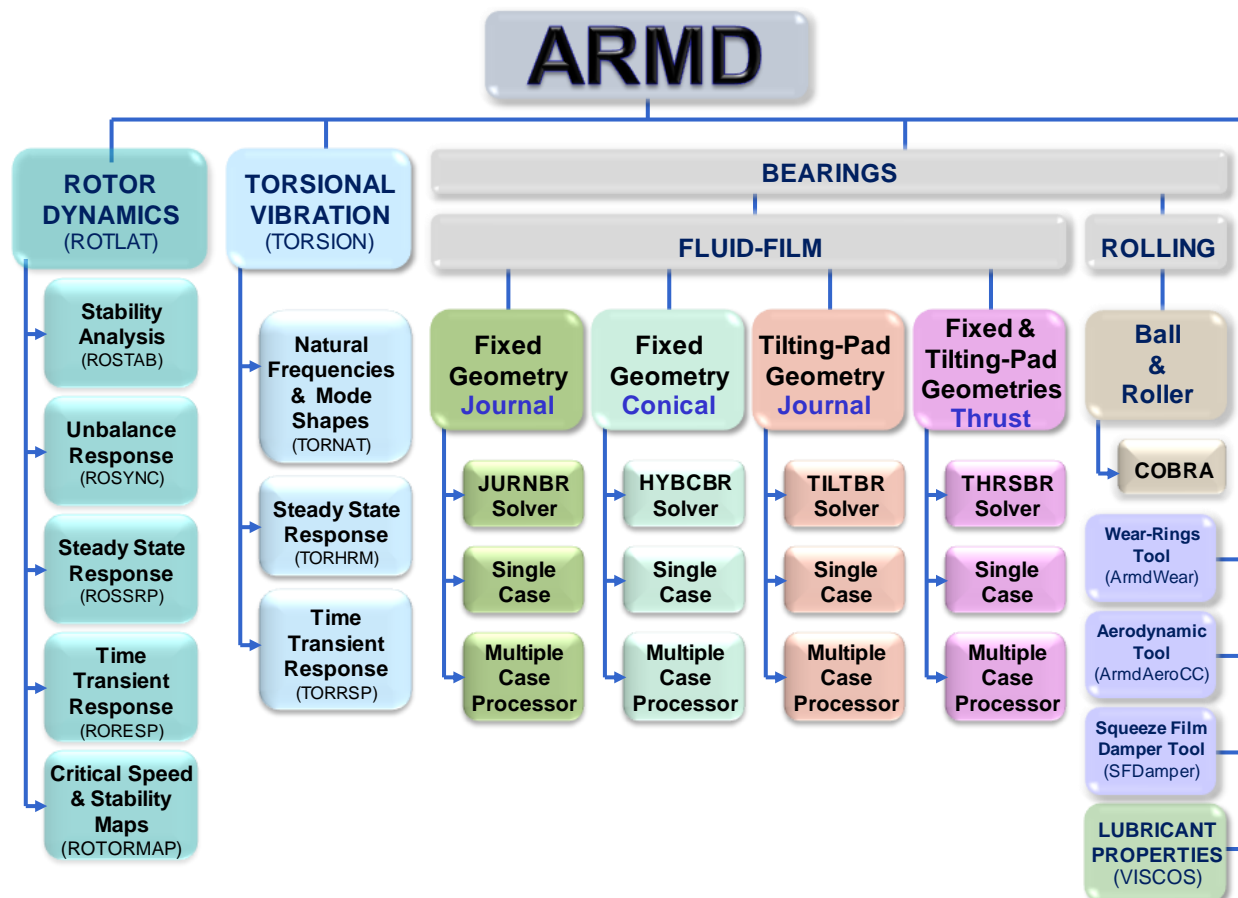 ARMD
ROTOR
DYNAMICS
(ROTLAT)
Stability
Analysis
(ROSTAB)
Unbalance
Response
(ROSYNC)
Steady State
Response
(ROSSRP)
Time
Transient
Response
(RORESP)
Critical Speed
& Stability
Maps
(ROTORMAP)
TORSIONAL
VIBRATION
(TORSION)
Natural
Frequencies
& Mode
Shapes
(TORNAT)
Steady State
Response
(TORHRM)
Time
Transient
Response
(TORRSP)
BEARINGS
FLUID-FILM
Fixed
Geometry
Journal
JURNBR
Solver
Single
Case
Multiple
Case
Processor
Fixed
Geometry
Conical
HYBCBR
Solver
Single
Case
Multiple
Case
Processor
Tilting-Pad
Geometry
Journal
TILTBR
Solver
Single
Case
Multiple
Case
Processor
Fixed &
Tilting-Pad
Geometries
Thrust
THRSBR
Solver
Single
Case
Multiple
Case
Processor
ROLLING
Ball
&
Roller
COBRA
Wear-Rings
Tool
(ArmdWear)
Aerodynamic
Tool
(ArmdAeroCC)
Squeeze Film
Damper Tool
(SFDamper)
LUBRICANT
PROPERTIES
(VISCOS)